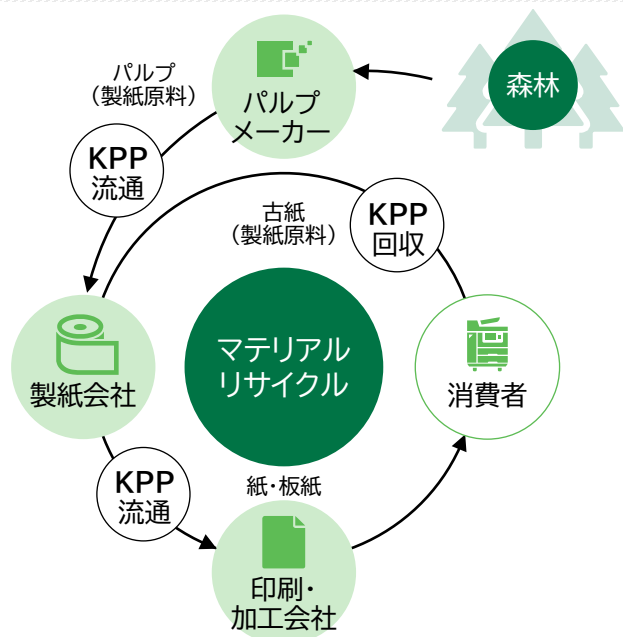 パルプ
（製紙原料）
パルプ
メーカー
森林
KPP
流通
古紙
（製紙原料）
KPP
回収
マテリアル
リサイクル
製紙会社
消費者
KPP
流通
紙・板紙
印刷・
加工会社